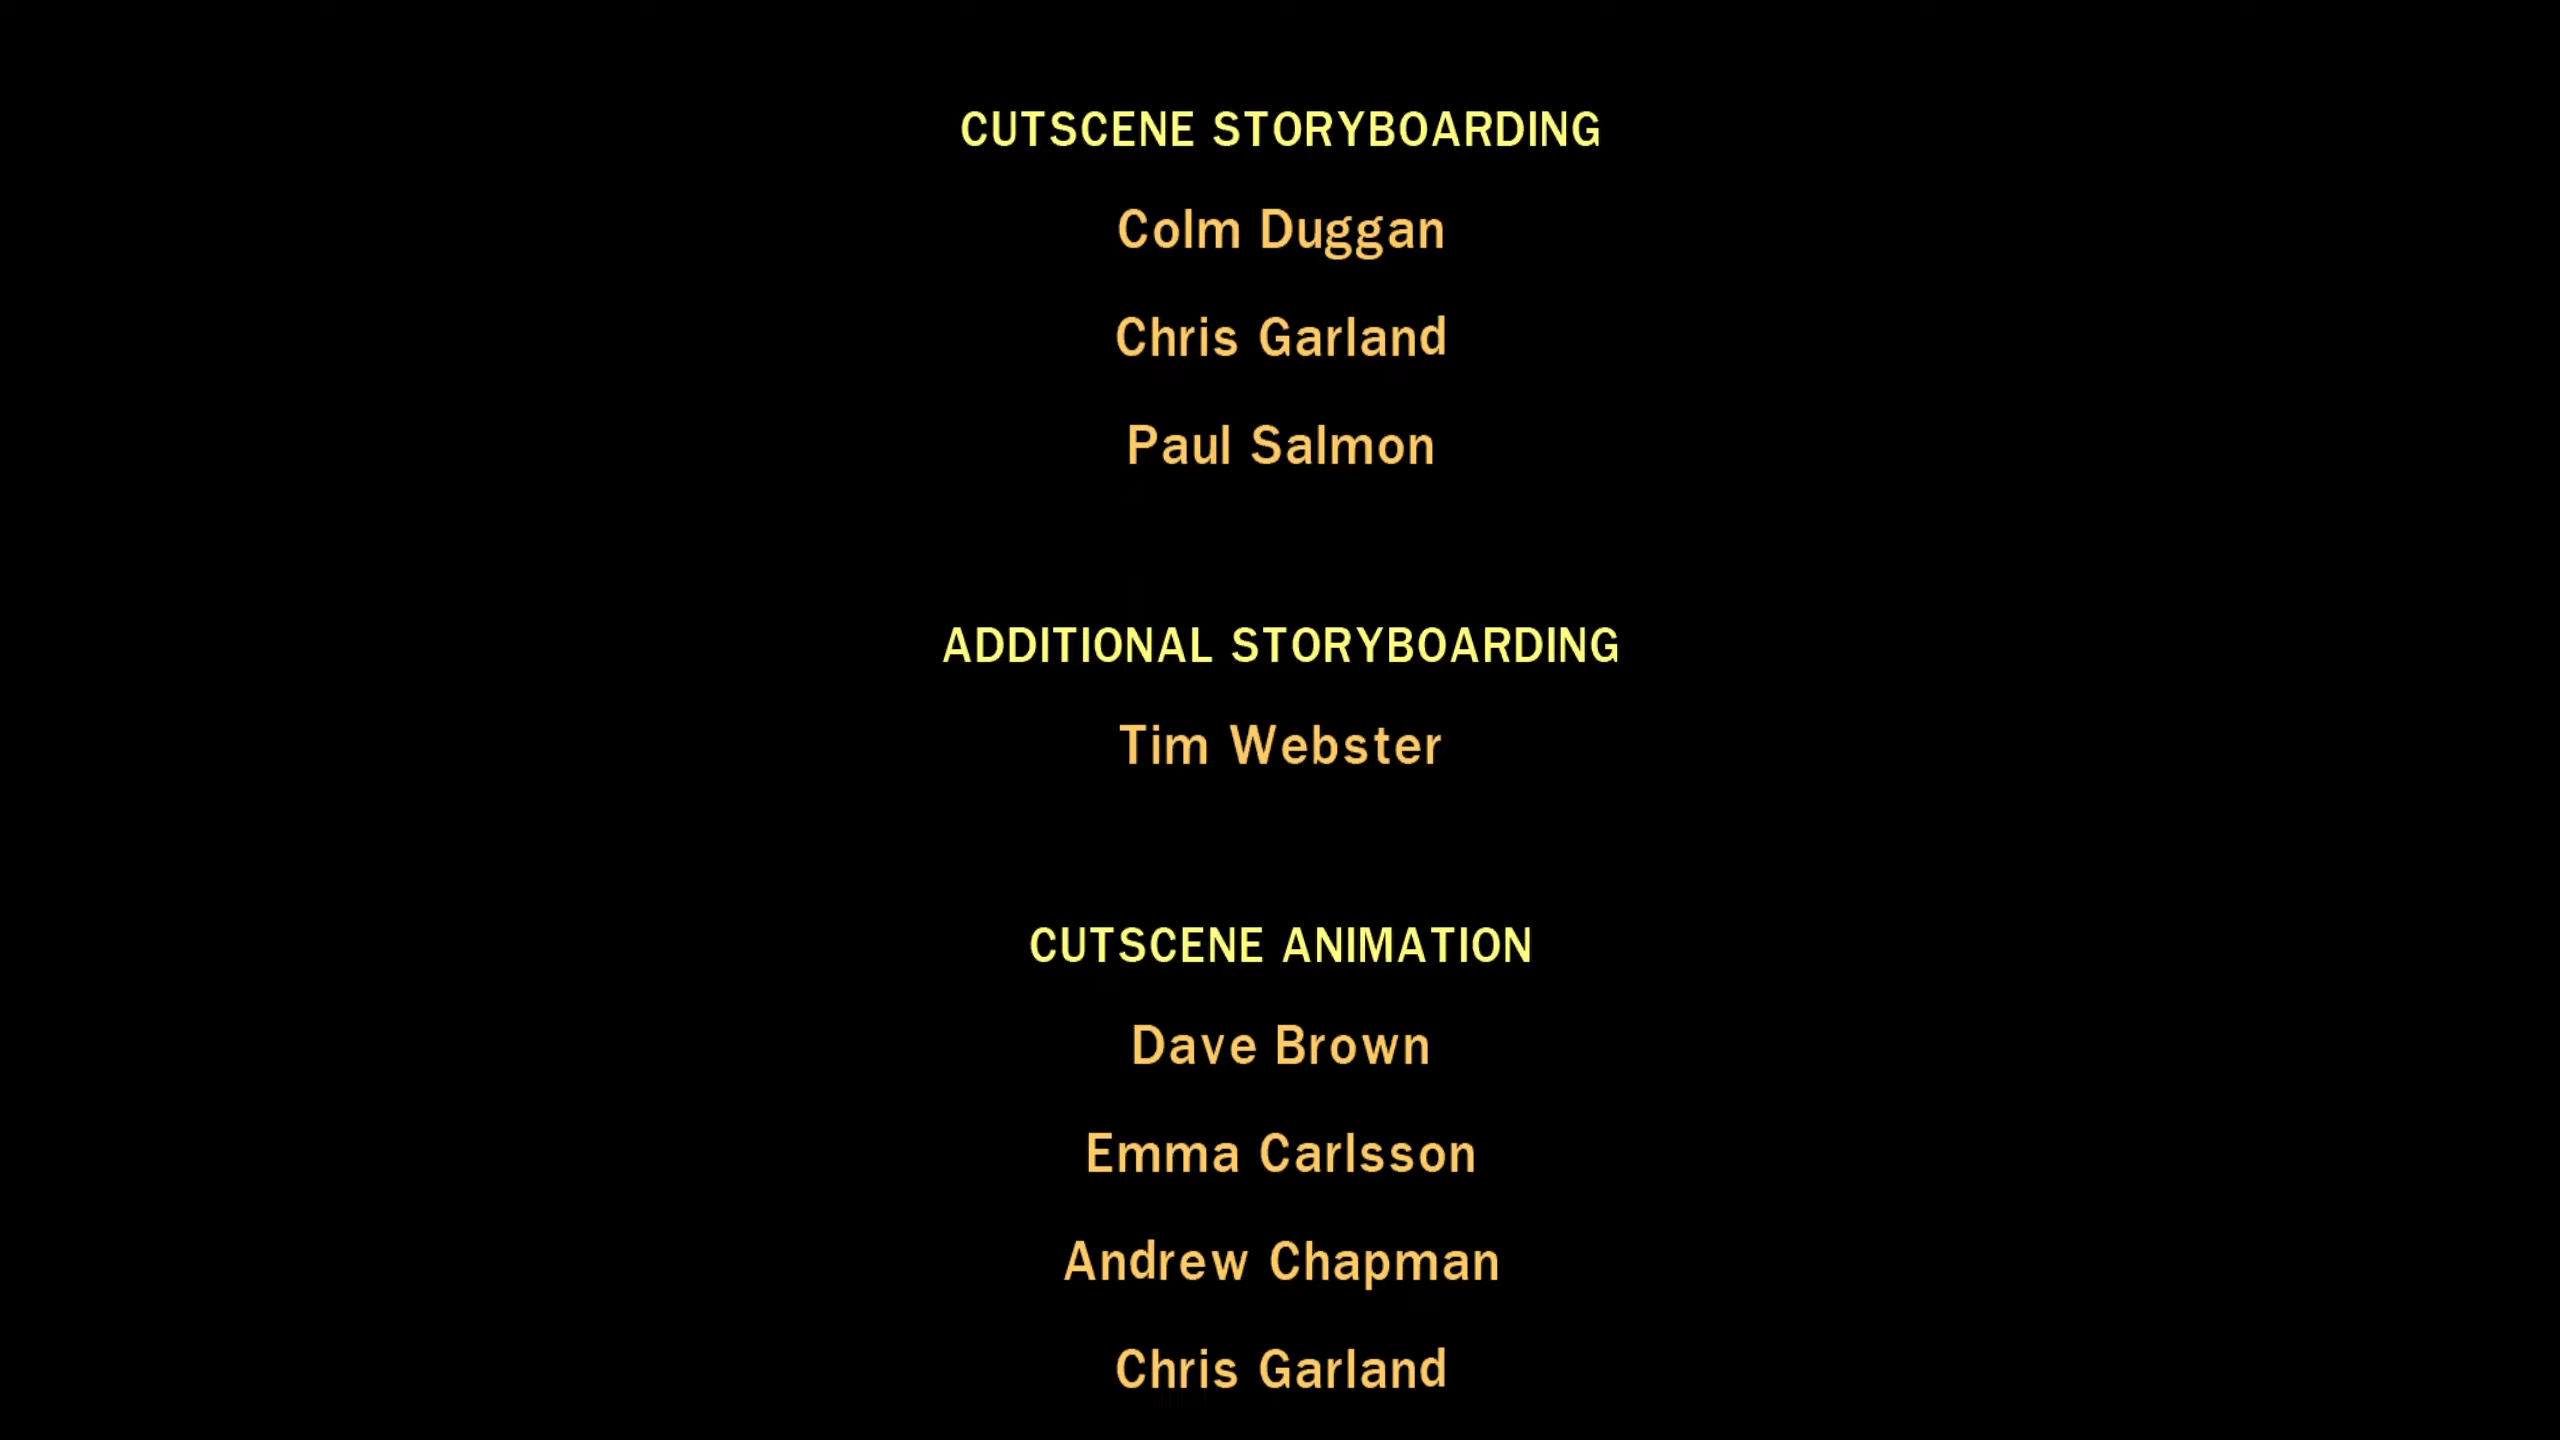 CUTSCENE STORYBOARDING
Colm Duggan
Chris Garland
Paul Salmon
ADDITIONAL STORYBOARDING
Tim Webster
CUTSCENE ANIMATION
Dave Brown
Emma Carlsson
Andrew Chapman
Chris Garland